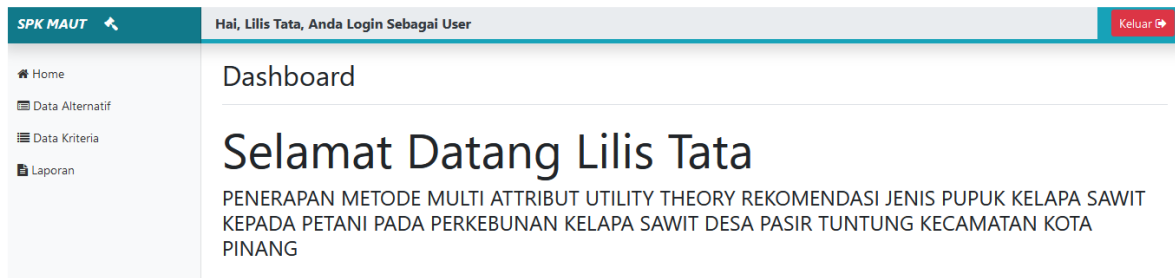 SPK MAUT
Hai, Lilis Tata, Anda Login Sebagai User
Keluar
Home
Data Alternatif
Data Kriteria
Laporan
Dashboard
Selamat Datang Lilis Tata
PENERAPAN METODE MULTI ATTRIBUT UTILITY THEORY REKOMENDASI JENIS PUPUK KELAPA SAWIT
KEPADA PETANI PADA PERKEBUNAN KELAPA SAWIT DESA PASIR TUNTUNG KECAMATAN KOTA
PINANG